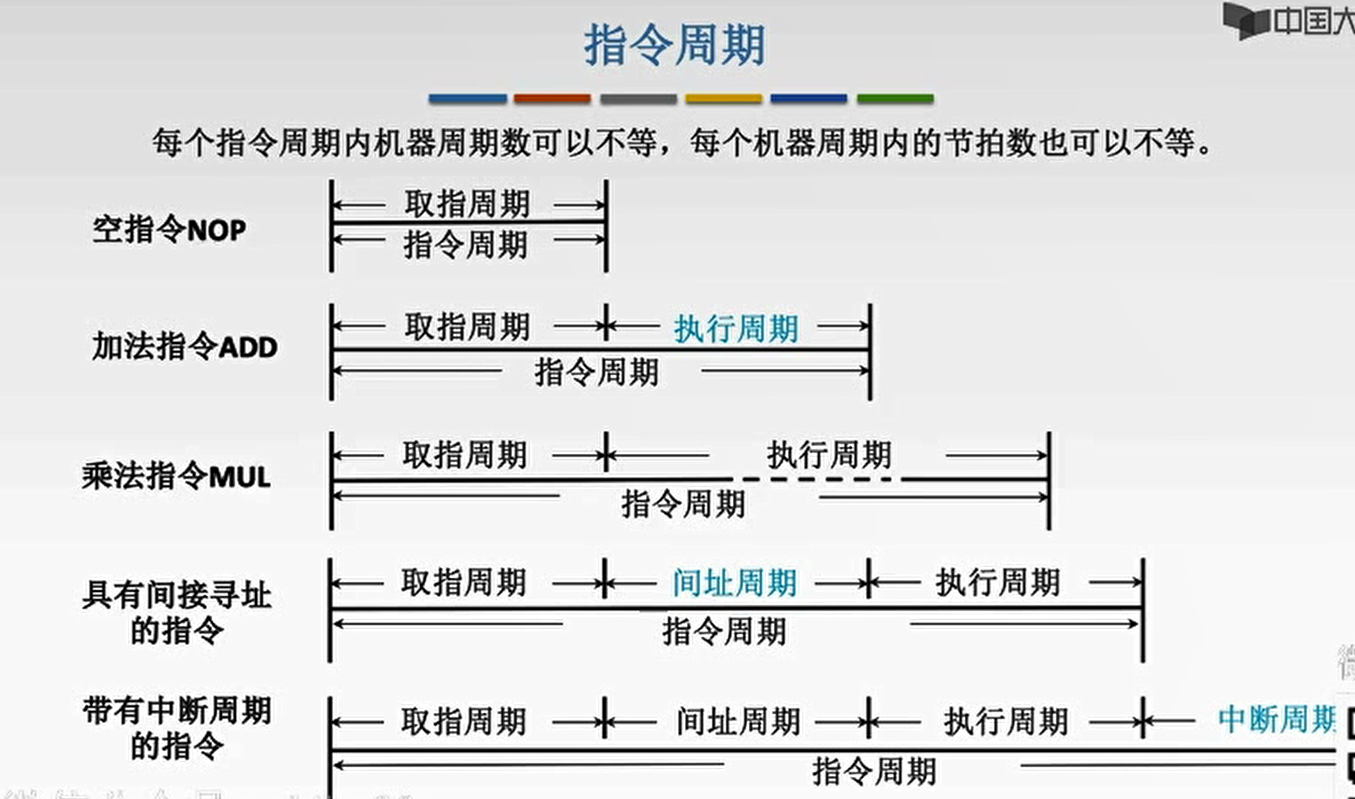 中国大
指令周期
每个指令周期内机器周期数可以不等，每个机器周期内的节拍数也可以不等。
空指令NOP
取指周期
指令周期
加法指令ADD
取指周期 执行周期
指令周期
乘法指令MUL
取指周期 执行周期
指令周期
具有间接寻址
的指令
取指周期 间址周期 执行周期
指令周期
带有中断周期
的指令
取指周期 间址周期 执行周期 中断周期
指令周期